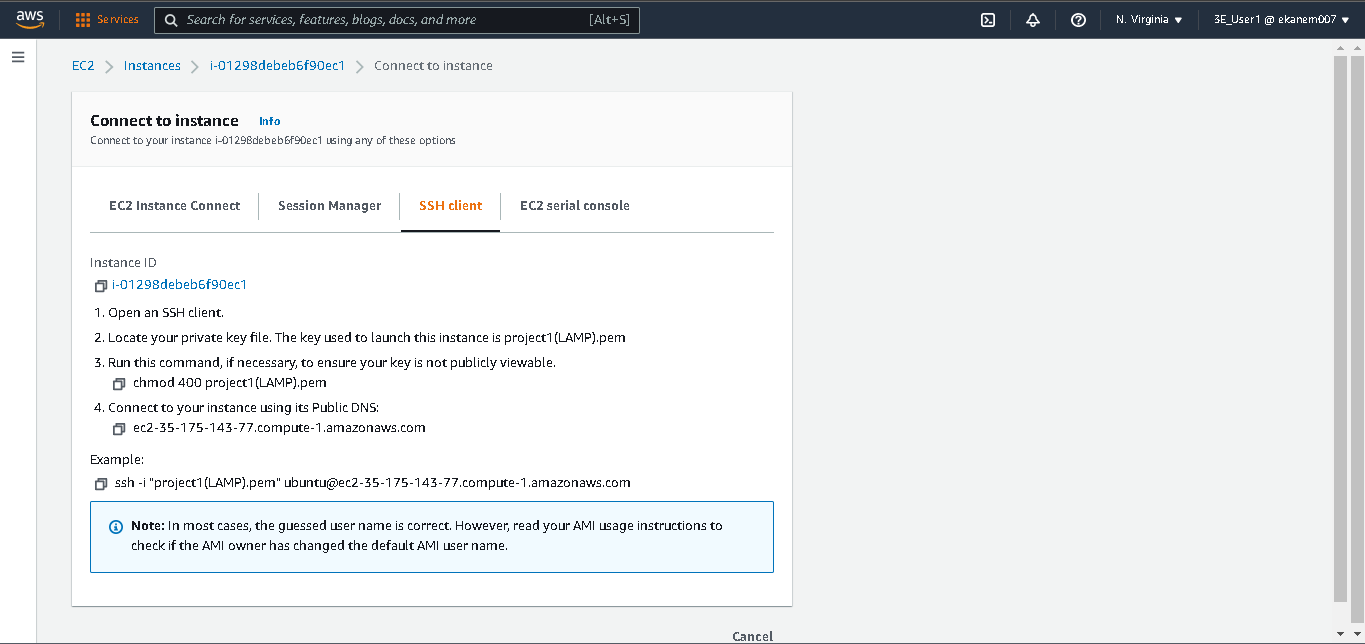 aws
Services
Search for services, features, blogs, docs, and more
[Alt+S]
N. Virginia
3E_User1 @ ekanem007
EC2
Instances
i-01298debeb6f90ec1
Connect to instance
Connect to instance
Info
Connect to your instance i-01298debeb6f90ec1 using any of these options
EC2 Instance Connect
Session Manager
SSH client
EC2 serial console
Instance ID
i-01298debeb6f90ec1
1. Open an SSH client.
2. Locate your private key file. The key used to launch this instance is project1(LAMP).pem
3. Run this command, if necessary, to ensure your key is not publicly viewable.
chmod 400 project1(LAMP).pem
4. Connect to your instance using its Public DNS:
ec2-35-175-143-77.compute-1.amazonaws.com
Example:
ssh -i "project1(LAMP).pem" ubuntu@ec2-35-175-143-77.compute-1.amazonaws.com
Note: In most cases, the guessed user name is correct. However, read your AMI usage instructions to
check if the AMI owner has changed the default AMI user name.
Cancel